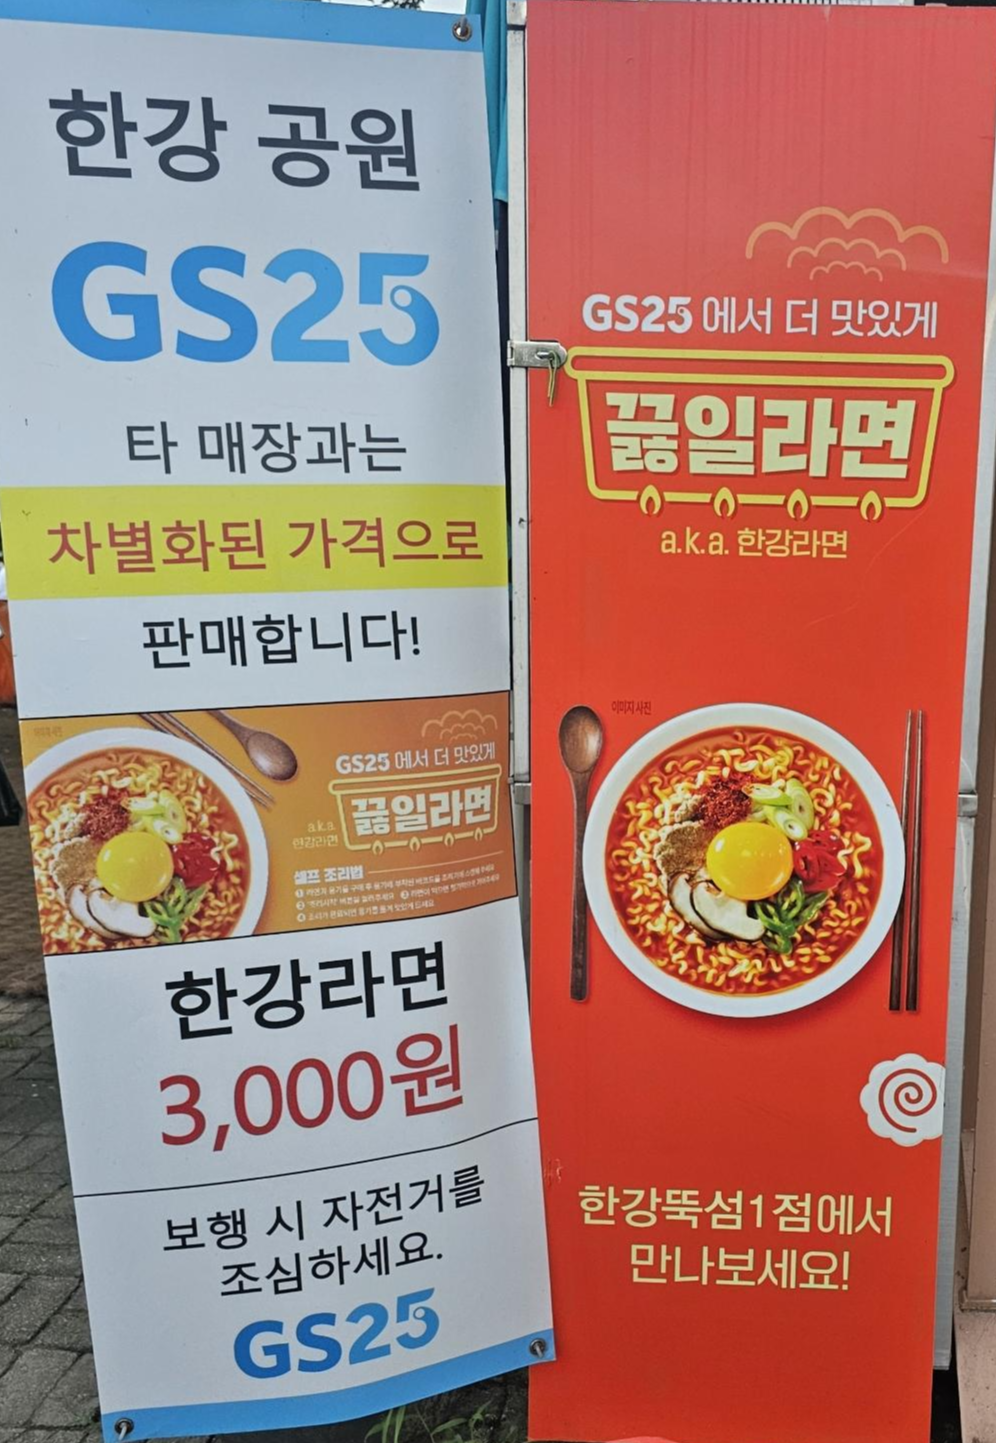 한강 공원
GS25
타 매장과는
차별화된 가격으로
판매합니다!
GS25 에서 더 맛있게
끓일라면
a.k.a.
한강라면
셀프 조리법
한강라면
3,000원
보행 시 자전거를
조심하세요.
GS25
GS25 에서 더 맛있게
끓일라면
a.k.a. 한강라면
이미지 사진
한강뚝섬1점에서
만나보세요!